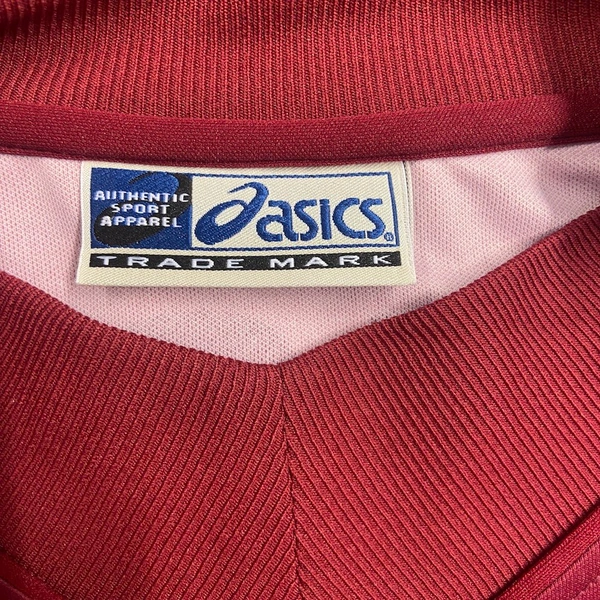 AUTHENTIC
SPORT
APPAREL
asics®
TRADE MARK